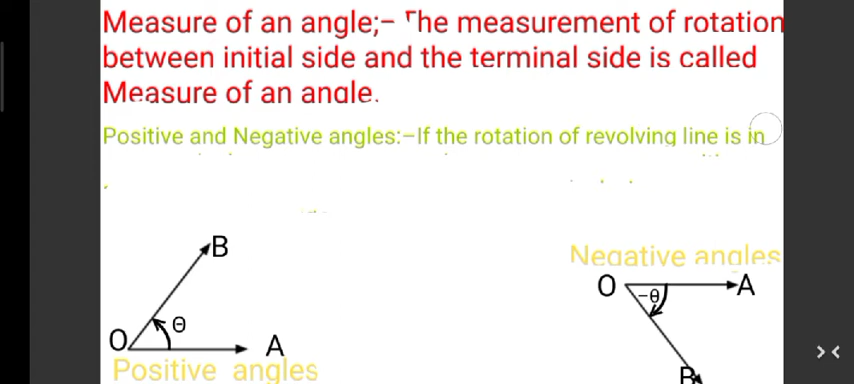 Measure of an angle;– The measurement of rotation
between initial side and the terminal side is called
Measure of an angle.
Positive and Negative angles:–If the rotation of revolving line is in
B
θ
O
A
Positive angles
Negative angles
O
A
-θ
B